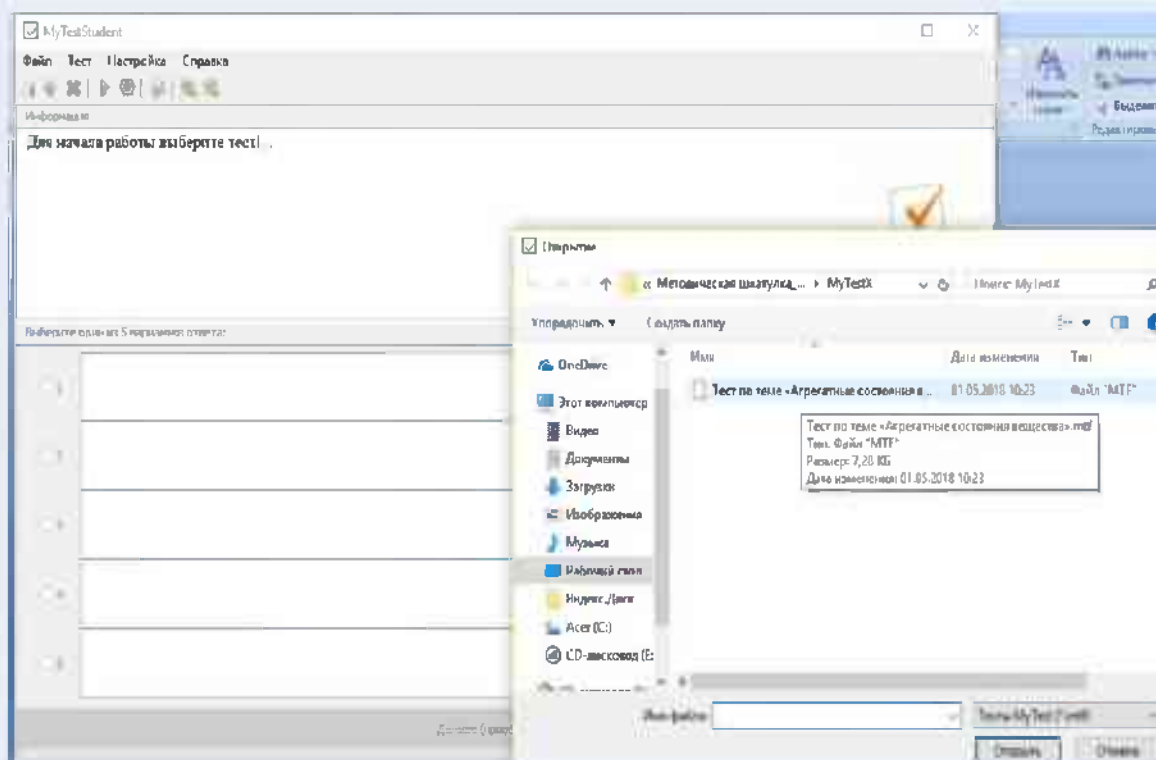 MyTestStudent
Файл Тест Настройка Справка
Информация
Для начала работы выберите тест!
Выберите один из 5 вариантов ответа:
Открытие
« Методическая шкатулка_... › MyTestX
Поиск: MyTestX
Упорядочить Создать папку
Имя Дата изменения Тип
OneDrive
Тест по теме «Агрегатные состояния в... 01.05.2018 10:23 Файл "MTF"
Этот компьютер
Видео
Документы
Загрузки
Изображения
Музыка
Рабочий стол
Яндекс.Диск
Acer (C:)
CD-дисковод (E:
Тест по теме «Агрегатные состояния вещества».mtf
Тип: Файл "MTF"
Размер: 7,28 КБ
Дата изменения: 01.05.2018 10:23
Имя файла:
Открыть Отмена